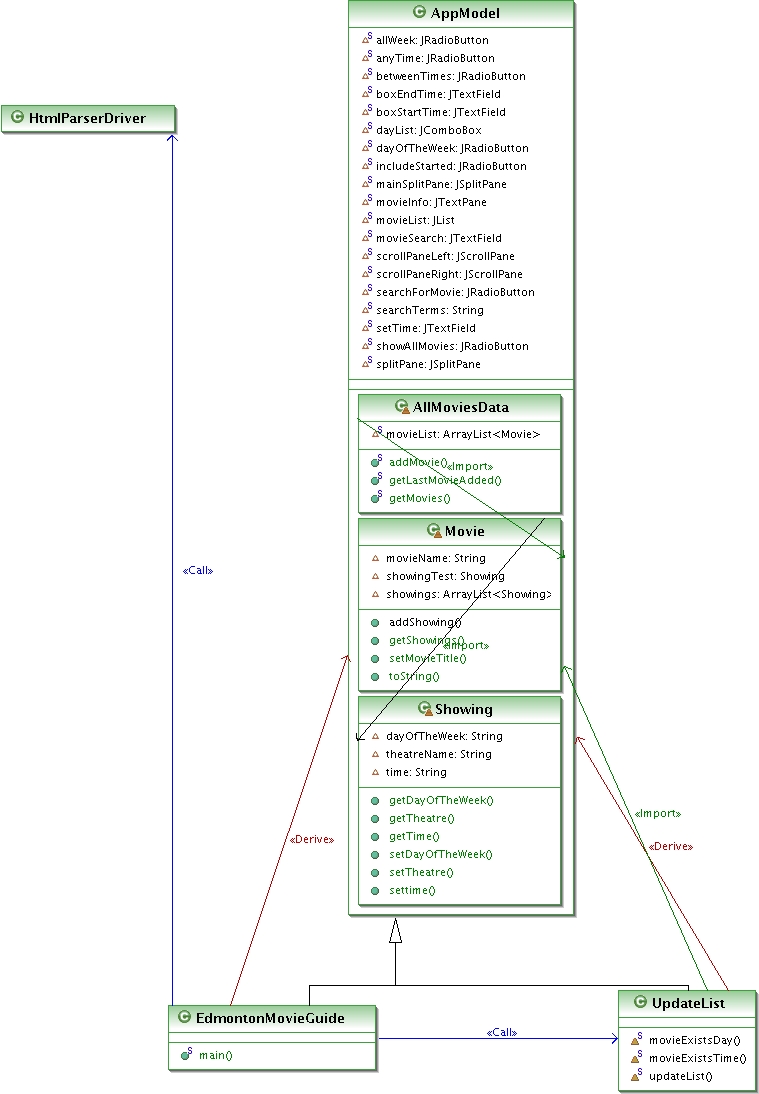 AppModel
allWeek: JRadioButton
anyTime: JRadioButton
betweenTimes: JRadioButton
boxEndTime: JTextField
boxStartTime: JTextField
dayList: JComboBox
dayOfTheWeek: JRadioButton
includeStarted: JRadioButton
mainSplitPane: JSplitPane
movieInfo: JTextPane
movieList: JList
movieSearch: JTextField
scrollPaneLeft: JScrollPane
scrollPaneRight: JScrollPane
searchForMovie: JRadioButton
searchTerms: String
setTime: JTextField
showAllMovies: JRadioButton
splitPane: JSplitPane
HtmlParserDriver
AllMoviesData
movieList: ArrayList<Movie>
addMovie()
«Import»
getLastMovieAdded()
getMovies()
Movie
movieName: String
showingTest: Showing
showings: ArrayList<Showing>
addShowing()
getShowings()
«Import»
setMovieTitle()
toString()
«Call»
Showing
dayOfTheWeek: String
theatreName: String
time: String
getDayOfTheWeek()
getTheatre()
getTime()
setDayOfTheWeek()
setTheatre()
settime()
«Derive»
«Import»
«Derive»
EdmontonMovieGuide
main()
«Call»
UpdateList
movieExistsDay()
movieExistsTime()
updateList()